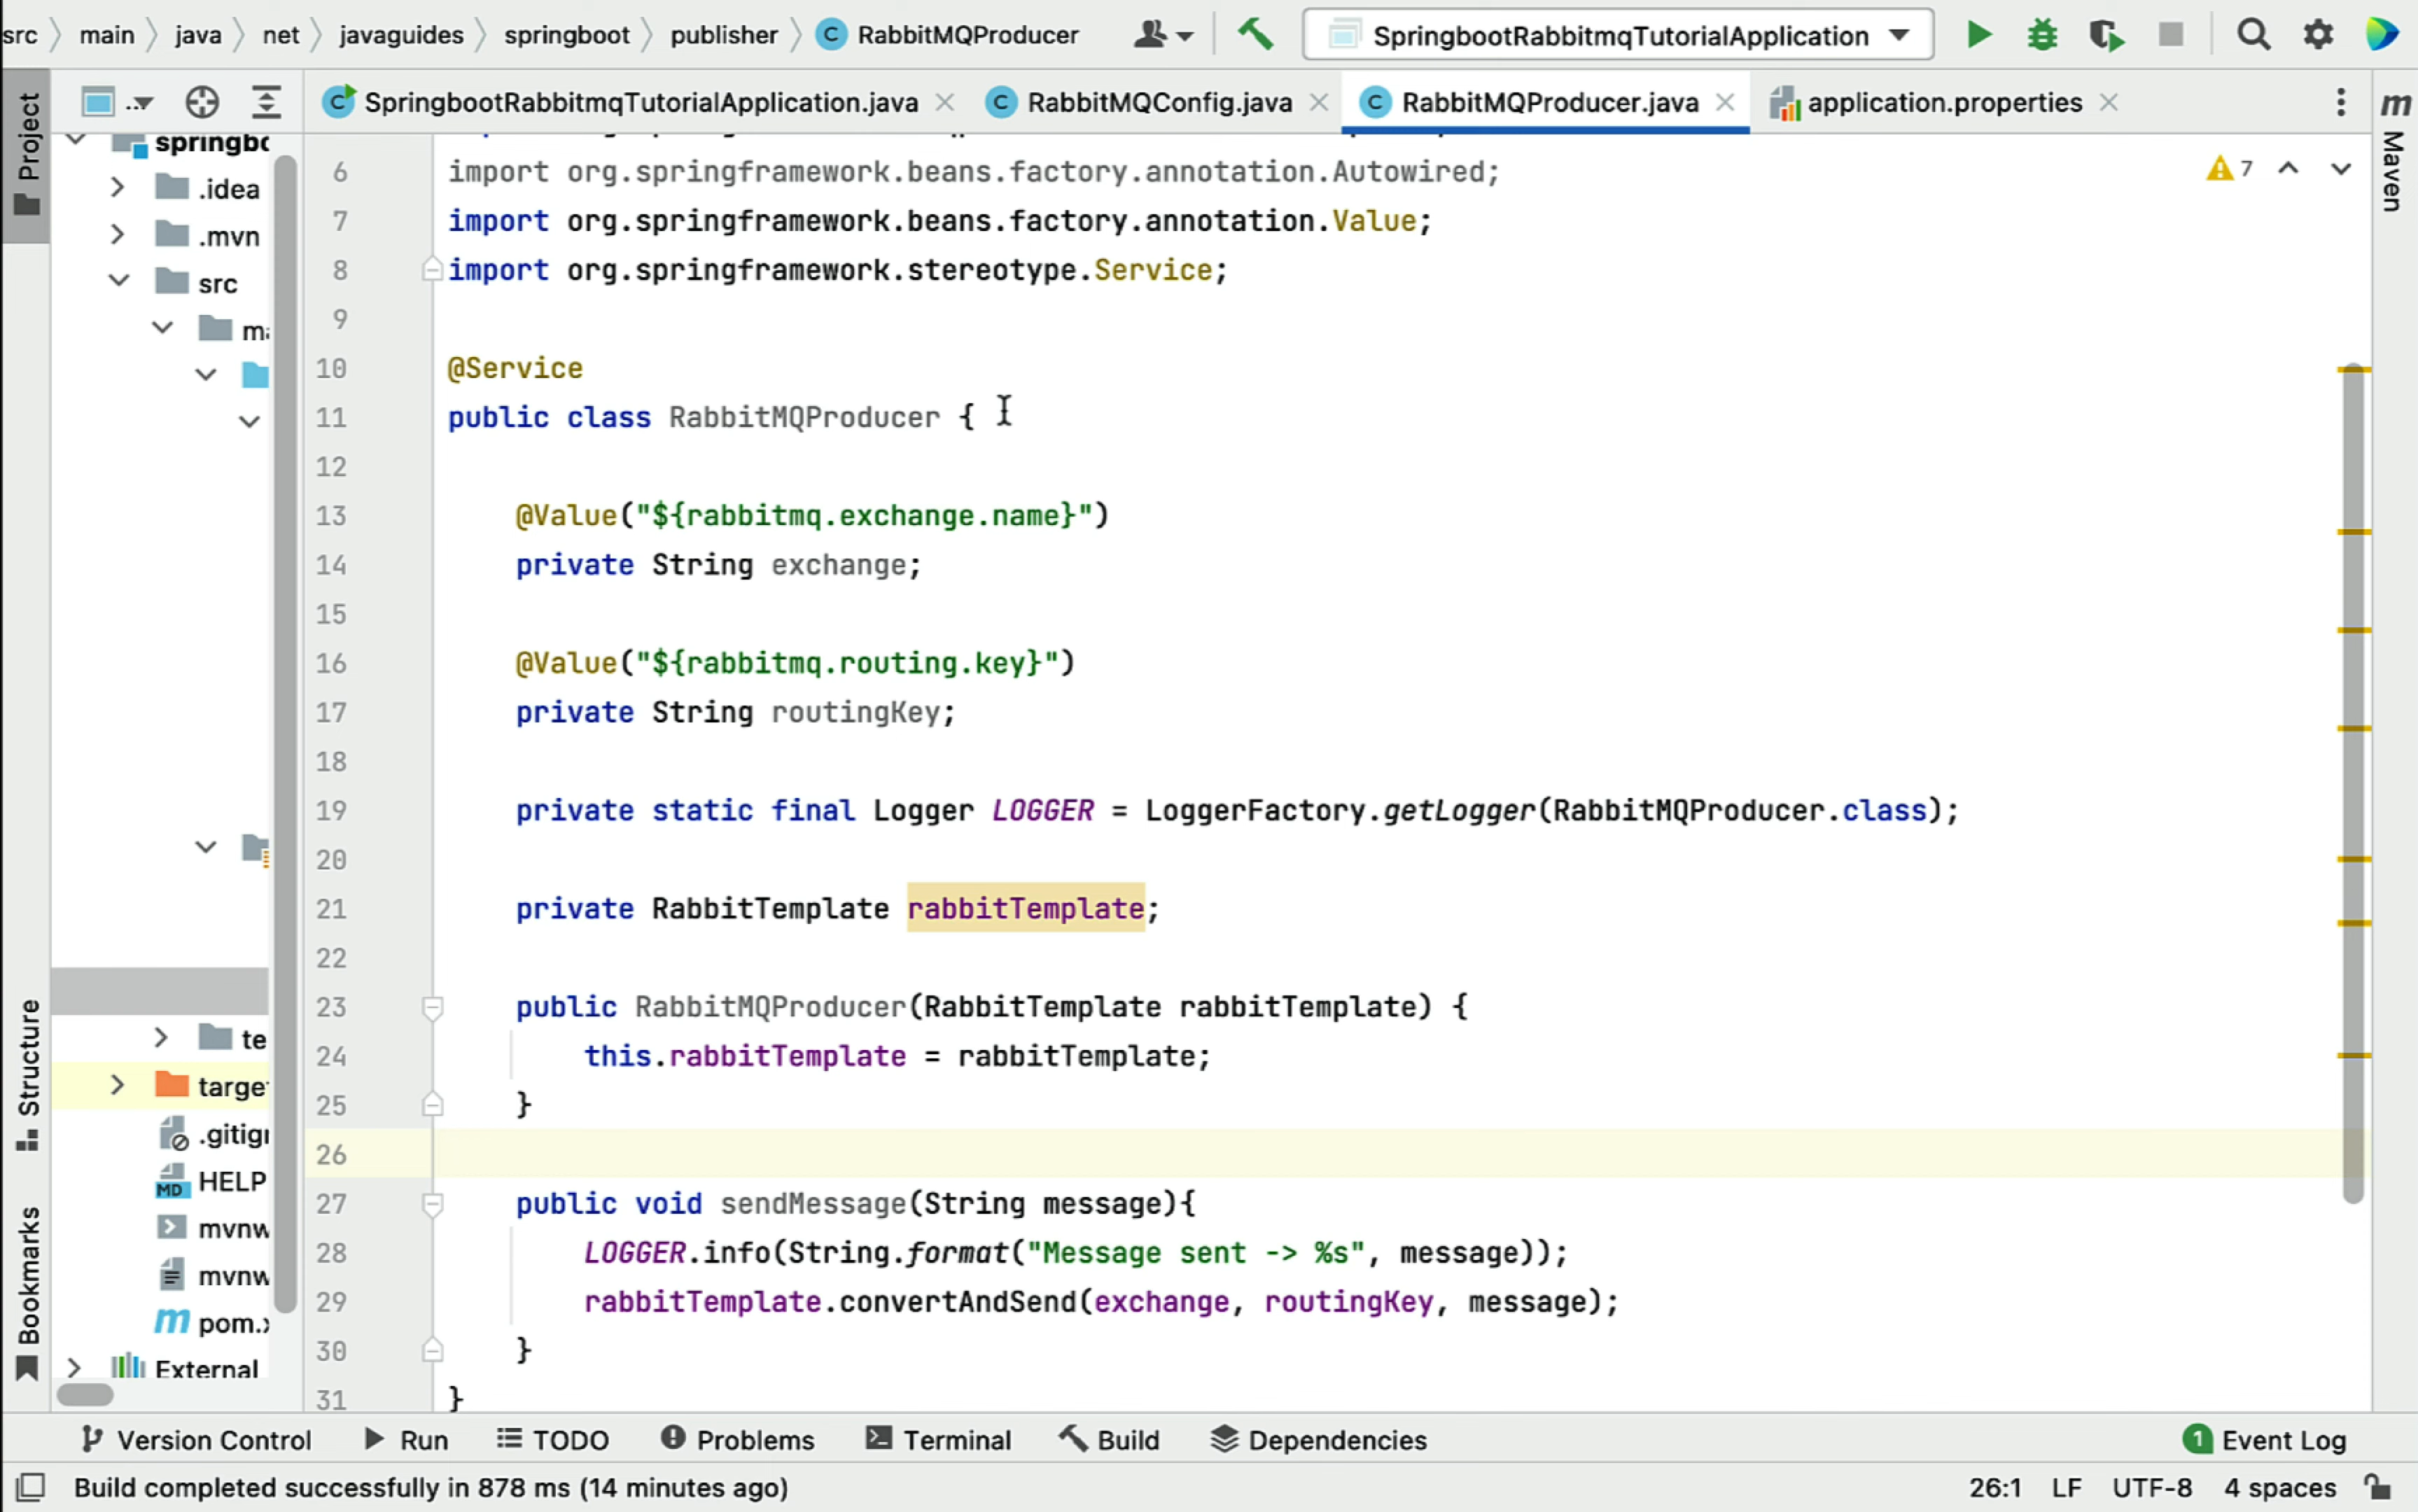 src main java net javaguides springboot publisher C RabbitMQProducer SpringbootRabbitmqTutorialApplication
C SpringbootRabbitmqTutorialApplication.java C RabbitMQConfig.java C RabbitMQProducer.java application.properties m
Project
Maven
springbo
.idea
.mvn
src
ma
te
targe
.gitig
MD HELP
mvnw
mvnw
m pom.x
External
Structure
Bookmarks
7
6 import org.springframework.beans.factory.annotation.Autowired;
7 import org.springframework.beans.factory.annotation.Value;
8 import org.springframework.stereotype.Service;
9
10 @Service
11 public class RabbitMQProducer {
12
13 @Value("${rabbitmq.exchange.name}")
14 private String exchange;
15
16 @Value("${rabbitmq.routing.key}")
17 private String routingKey;
18
19 private static final Logger LOGGER = LoggerFactory.getLogger(RabbitMQProducer.class);
20
21 private RabbitTemplate rabbitTemplate;
22
23 public RabbitMQProducer(RabbitTemplate rabbitTemplate) {
24 this.rabbitTemplate = rabbitTemplate;
25 }
26
27 public void sendMessage(String message){
28 LOGGER.info(String.format("Message sent -> %s", message));
29 rabbitTemplate.convertAndSend(exchange, routingKey, message);
30 }
31 }
Version Control Run TODO Problems Terminal Build Dependencies 1 Event Log
Build completed successfully in 878 ms (14 minutes ago) 26:1 LF UTF-8 4 spaces